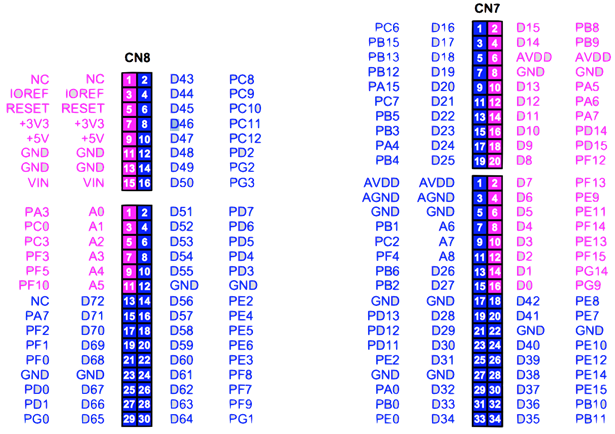 CN8
NC NC 1 2 D43 PC8
IOREF IOREF 3 4 D44 PC9
RESET RESET 5 6 D45 PC10
+3V3 +3V3 7 8 D46 PC11
+5V +5V 9 10 D47 PC12
GND GND 11 12 D48 PD2
GND GND 13 14 D49 PG2
VIN VIN 15 16 D50 PG3
PA3 A0 1 2 D51 PD7
PC0 A1 3 4 D52 PD6
PC3 A2 5 6 D53 PD5
PF3 A3 7 8 D54 PD4
PF5 A4 9 10 D55 PD3
PF10 A5 11 12 GND GND
NC D72 13 14 D56 PE2
PA7 D71 15 16 D57 PE4
PF2 D70 17 18 D58 PE5
PF1 D69 19 20 D59 PE6
PF0 D68 21 22 D60 PE3
GND GND 23 24 D61 PF8
PD0 D67 25 26 D62 PF7
PD1 D66 27 28 D63 PF9
PG0 D65 29 30 D64 PG1
CN7
PC6 D16 1 2 D15 PB8
PB15 D17 3 4 D14 PB9
PB13 D18 5 6 AVDD AVDD
PB12 D19 7 8 GND GND
PA15 D20 9 10 D13 PA5
PC7 D21 11 12 D12 PA6
PB5 D22 13 14 D11 PA7
PB3 D23 15 16 D10 PD14
PA4 D24 17 18 D9 PD15
PB4 D25 19 20 D8 PF12
AVDD AVDD 1 2 D7 PF13
AGND AGND 3 4 D6 PE9
GND GND 5 6 D5 PE11
PB1 A6 7 8 D4 PF14
PC2 A7 9 10 D3 PE13
PF4 A8 11 12 D2 PF15
PB6 D26 13 14 D1 PG14
PB2 D27 15 16 D0 PG9
GND GND 17 18 D42 PE8
PD13 D28 19 20 D41 PE7
PD12 D29 21 22 GND GND
PD11 D30 23 24 D40 PE10
PE2 D31 25 26 D39 PE12
GND GND 27 28 D38 PE14
PA0 D32 29 30 D37 PE15
PB0 D33 31 32 D36 PB10
PE0 D34 33 34 D35 PB11